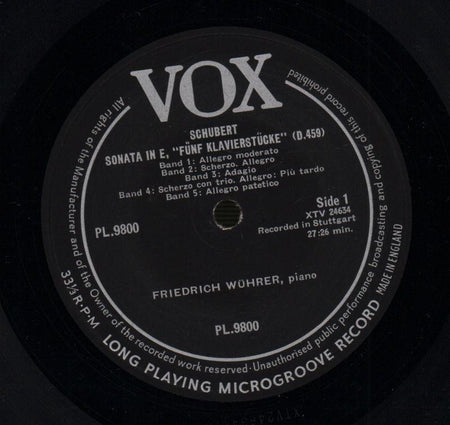 VOX
SCHUBERT
SONATA IN E, "FÜNF KLAVIERSTÜCKE" (D.459)
Band 1: Allegro moderato
Band 2: Scherzo. Allegro
Band 3: Adagio
Band 4: Scherzo con trio. Allegro: Più tardo
Band 5: Allegro patetico
PL.9800
Side 1
XTV 24634
Recorded in Stuttgart
27:26 min.
FRIEDRICH WÜHRER, piano
PL.9800
All rights of the Manufacturer and of the Owner of the recorded work reserved. Unauthorised public performance broadcasting and copying of this record prohibited
33⅓ R·P·M LONG PLAYING MICROGROOVE RECORD MADE IN ENGLAND